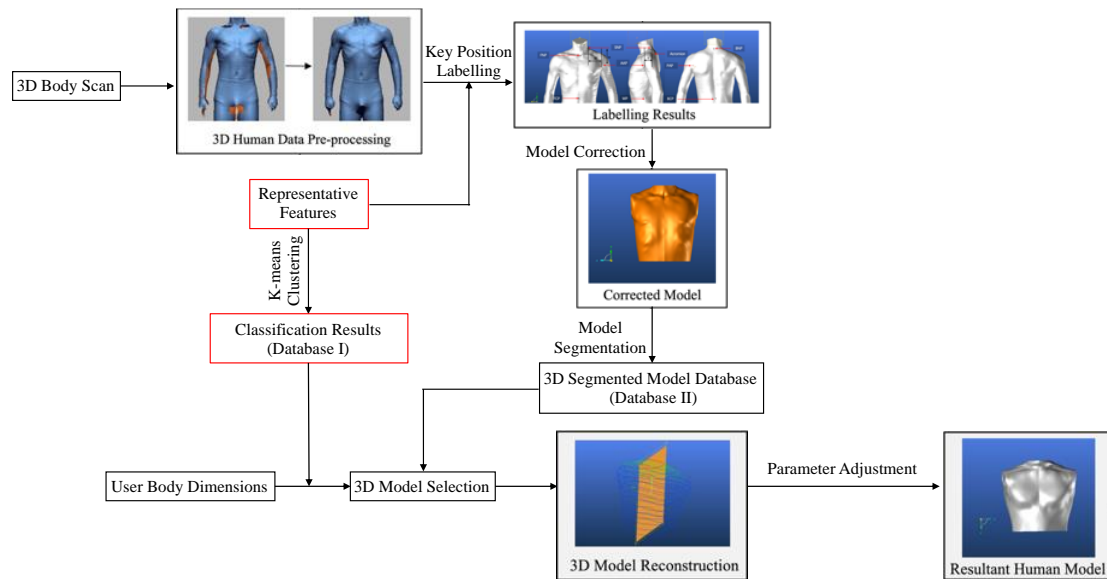 3D Body Scan
3D Human Data Pre-processing
Key Position
Labelling
Labelling Results
Model Correction
Representative
Features
K-means
Clustering
Corrected Model
Classification Results
(Database I)
Model
Segmentation
3D Segmented Model Database
(Database II)
User Body Dimensions
3D Model Selection
3D Model Reconstruction
Parameter Adjustment
Resultant Human Model